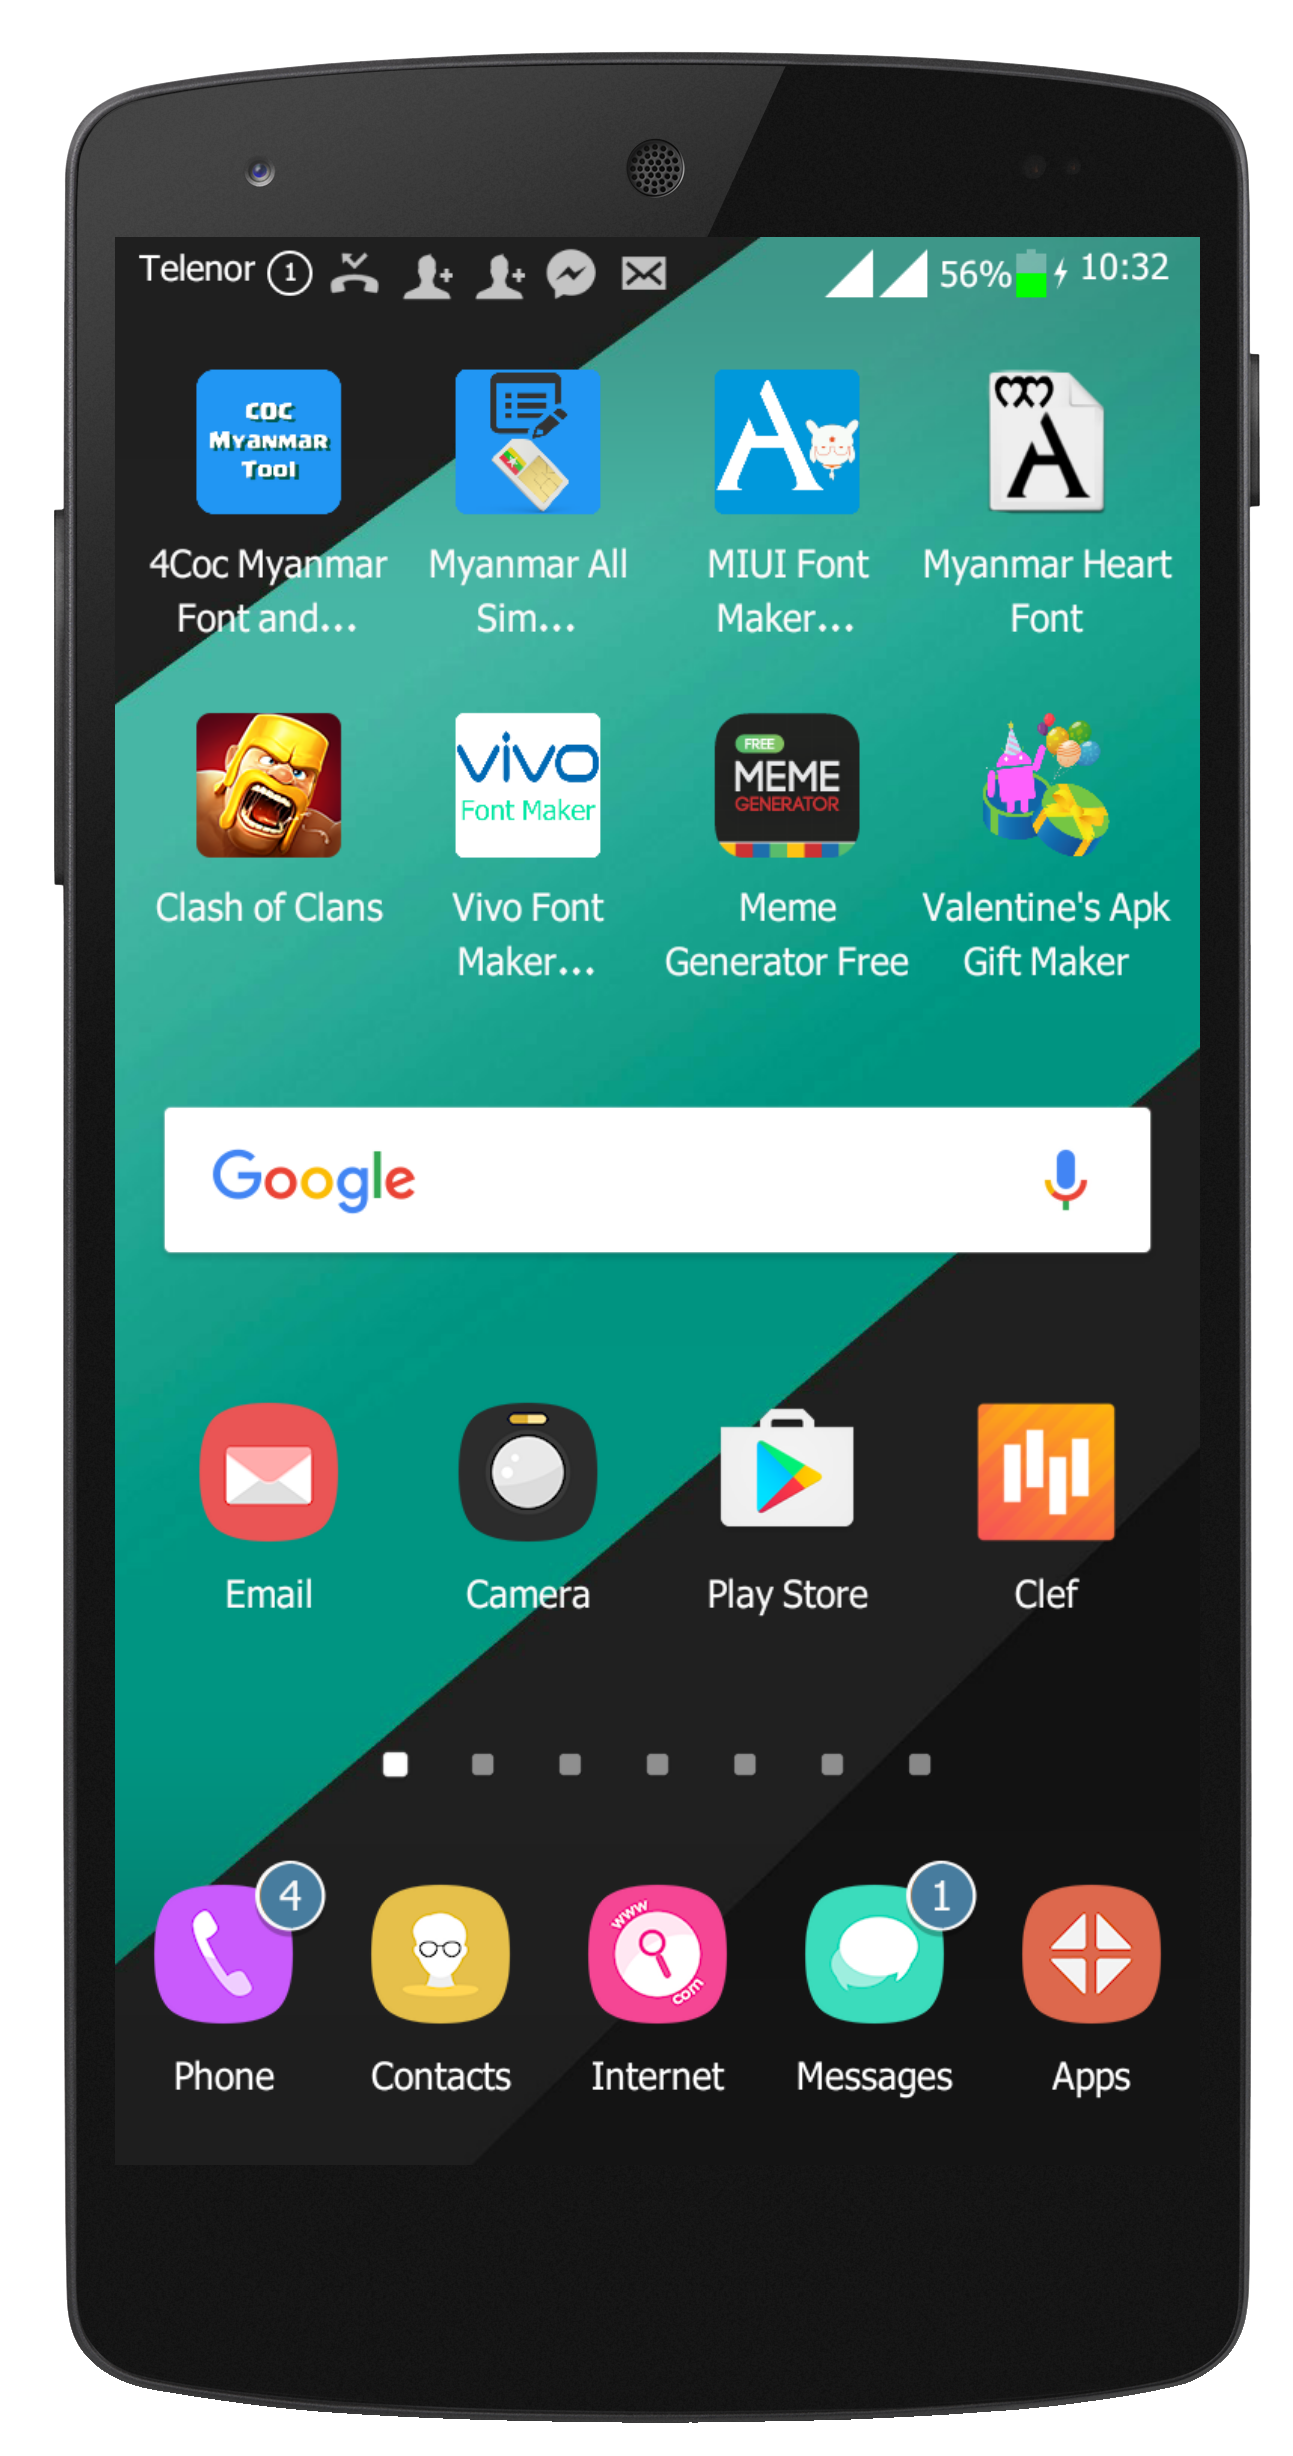 Telenor 1 56% 10:32
COC
Myanmar
Tool
4Coc Myanmar
Font and...
Myanmar All
Sim...
A
MIUI Font
Maker...
A
Myanmar Heart
Font
Clash of Clans
vivo
Font Maker
Vivo Font
Maker...
FREE
MEME
GENERATOR
Meme
Generator Free
Valentine's Apk
Gift Maker
Google
Email
Camera
Play Store
Clef
4
Phone
Contacts
www
com
Internet
1
Messages
Apps